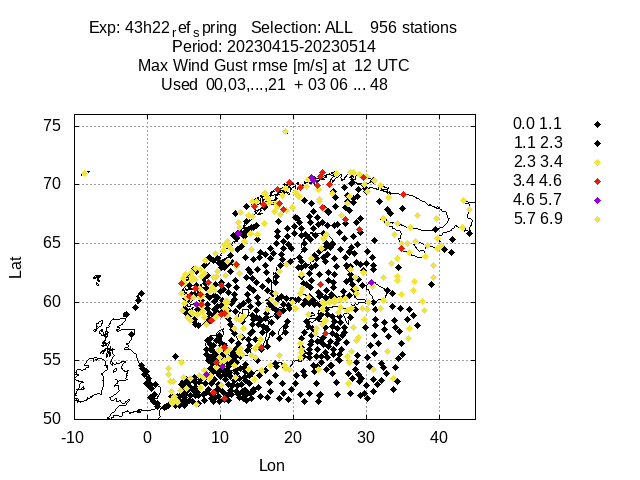 Exp: 43h22refspring Selection: ALL 956 stations
Period: 20230415-20230514
Max Wind Gust rmse [m/s] at 12 UTC
Used 00,03,...,21 + 03 06 ... 48
75
70
65
60
55
50
Lat
-10 0 10 20 30 40
Lon
0.0 1.1
1.1 2.3
2.3 3.4
3.4 4.6
4.6 5.7
5.7 6.9